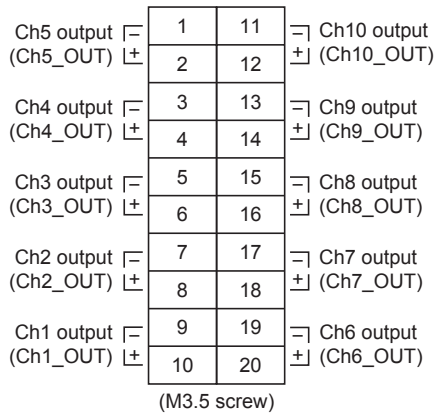 Ch5 output − 1 11 − Ch10 output
(Ch5_OUT) + 2 12 + (Ch10_OUT)
Ch4 output − 3 13 − Ch9 output
(Ch4_OUT) + 4 14 + (Ch9_OUT)
Ch3 output − 5 15 − Ch8 output
(Ch3_OUT) + 6 16 + (Ch8_OUT)
Ch2 output − 7 17 − Ch7 output
(Ch2_OUT) + 8 18 + (Ch7_OUT)
Ch1 output − 9 19 − Ch6 output
(Ch1_OUT) + 10 20 + (Ch6_OUT)
(M3.5 screw)